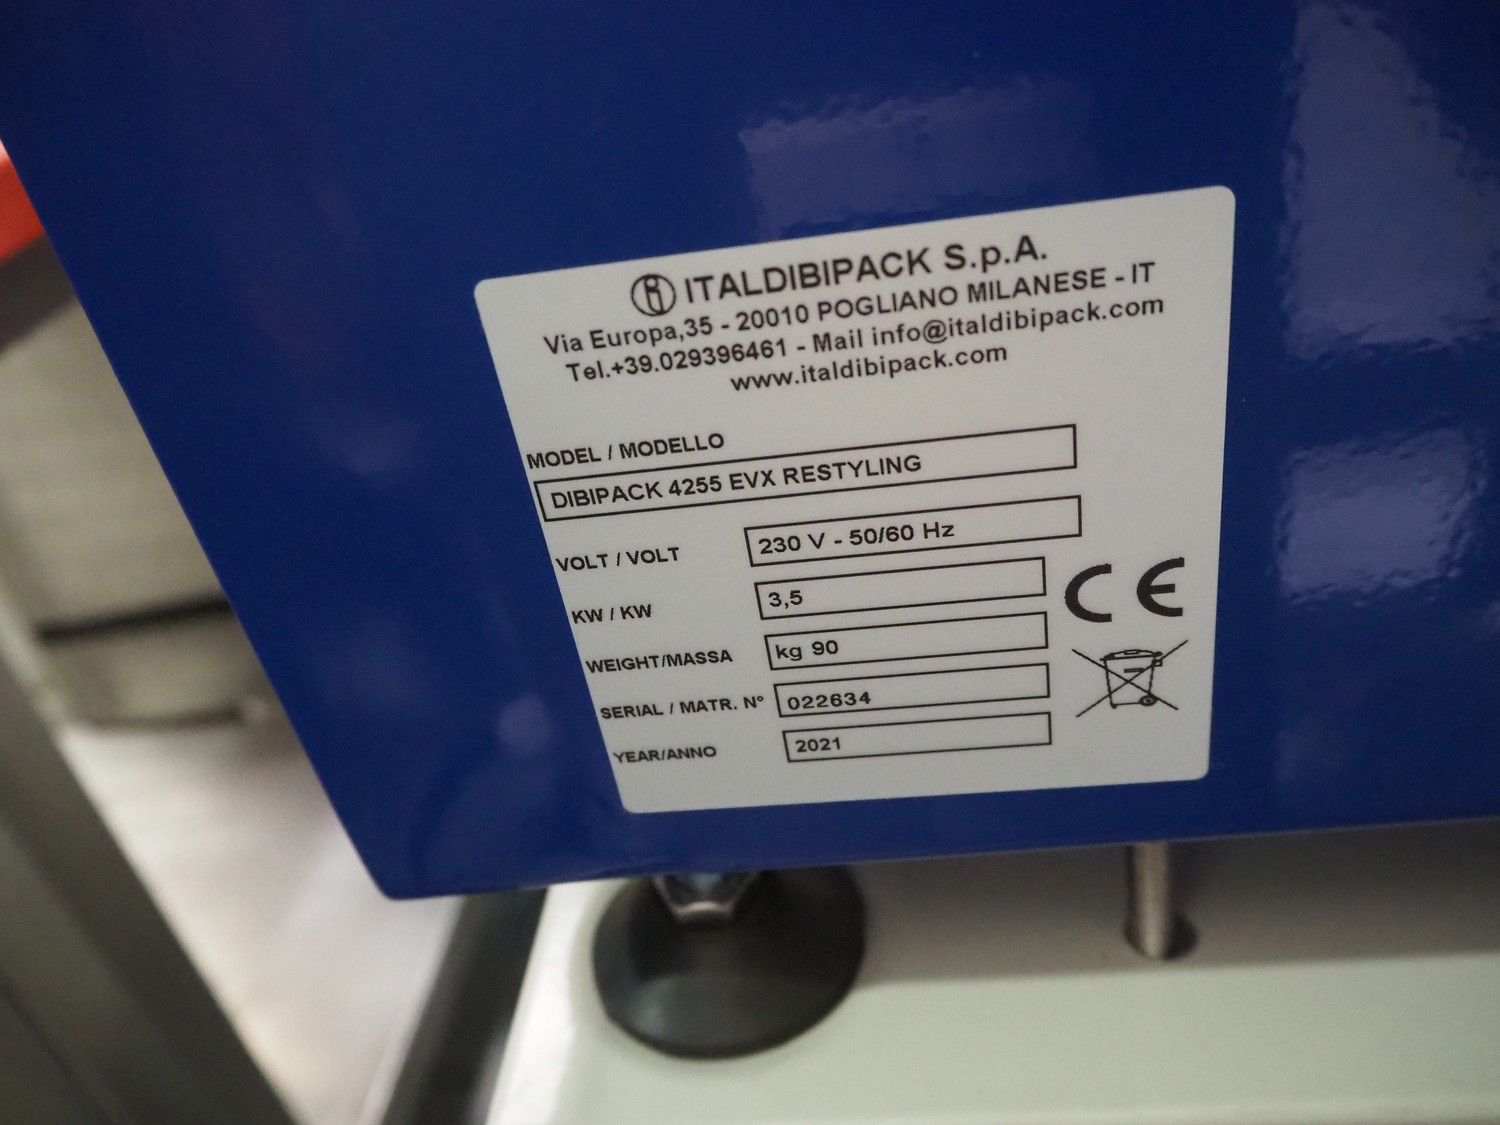 ITALDIBIPACK S.p.A.
Via Europa,35 - 20010 POGLIANO MILANESE - IT
Tel.+39.029396461 - Mail info@italdibipack.com
www.italdibipack.com
MODEL / MODELLO
DIBIPACK 4255 EVX RESTYLING
VOLT / VOLT 230 V - 50/60 Hz
KW / KW 3,5
WEIGHT/MASSA kg 90
SERIAL / MATR. N° 022634
YEAR/ANNO 2021
CE